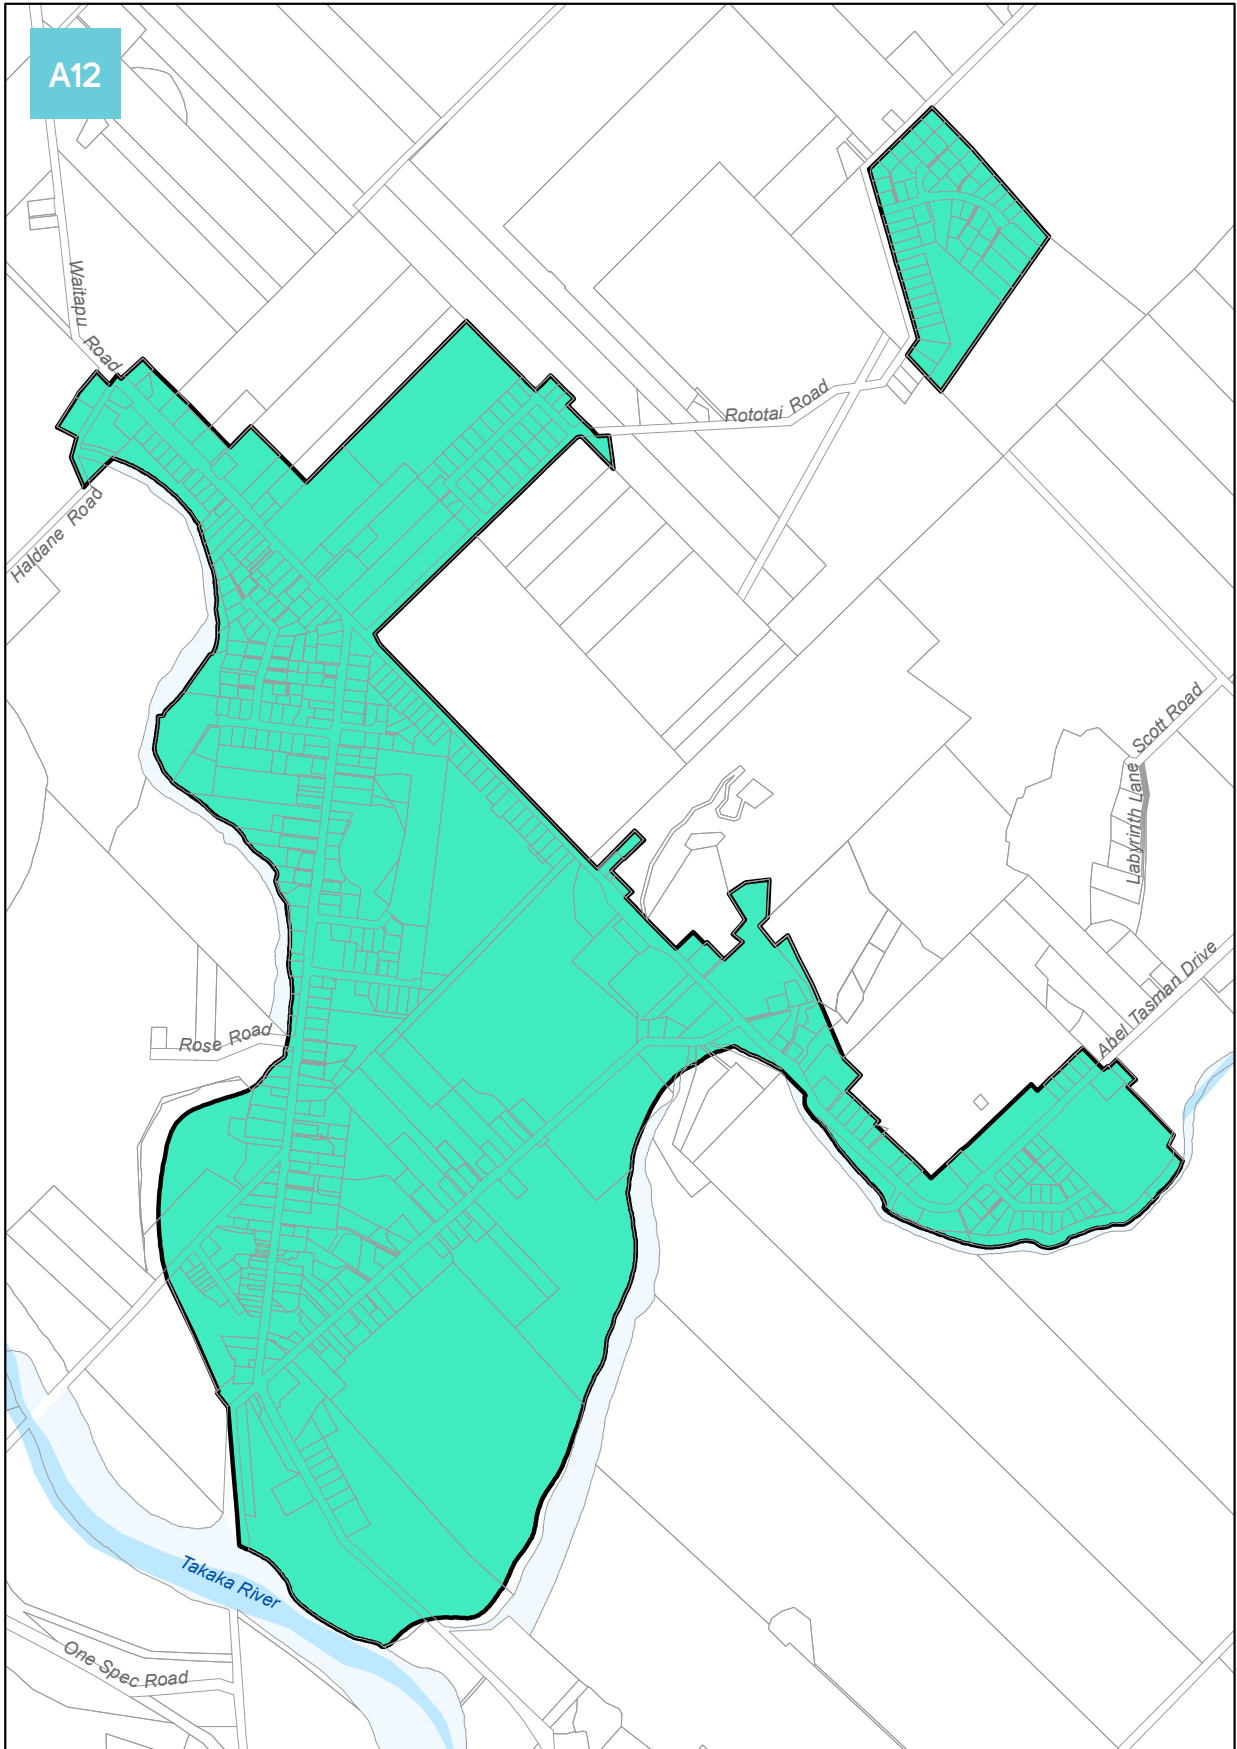 A12
Waitapu Road
Rototai Road
Haldane Road
Scott Road
Labyrinth Lane
Abel Tasman Drive
Rose Road
Takaka River
One Spec Road